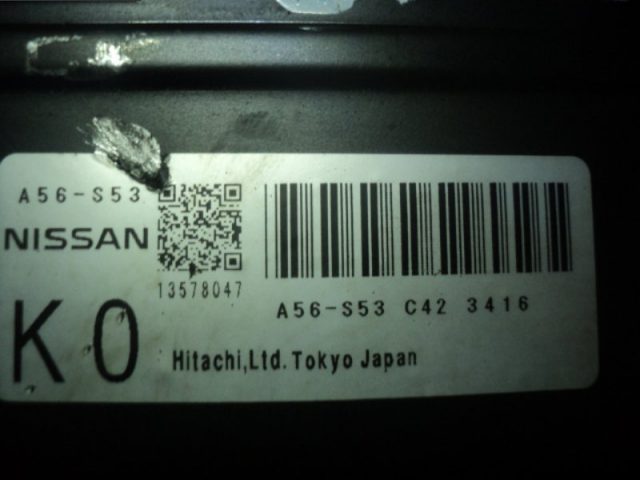 A56-S53
NISSAN
13578047
K0
A56-S53 C42 3416
Hitachi,Ltd. Tokyo Japan